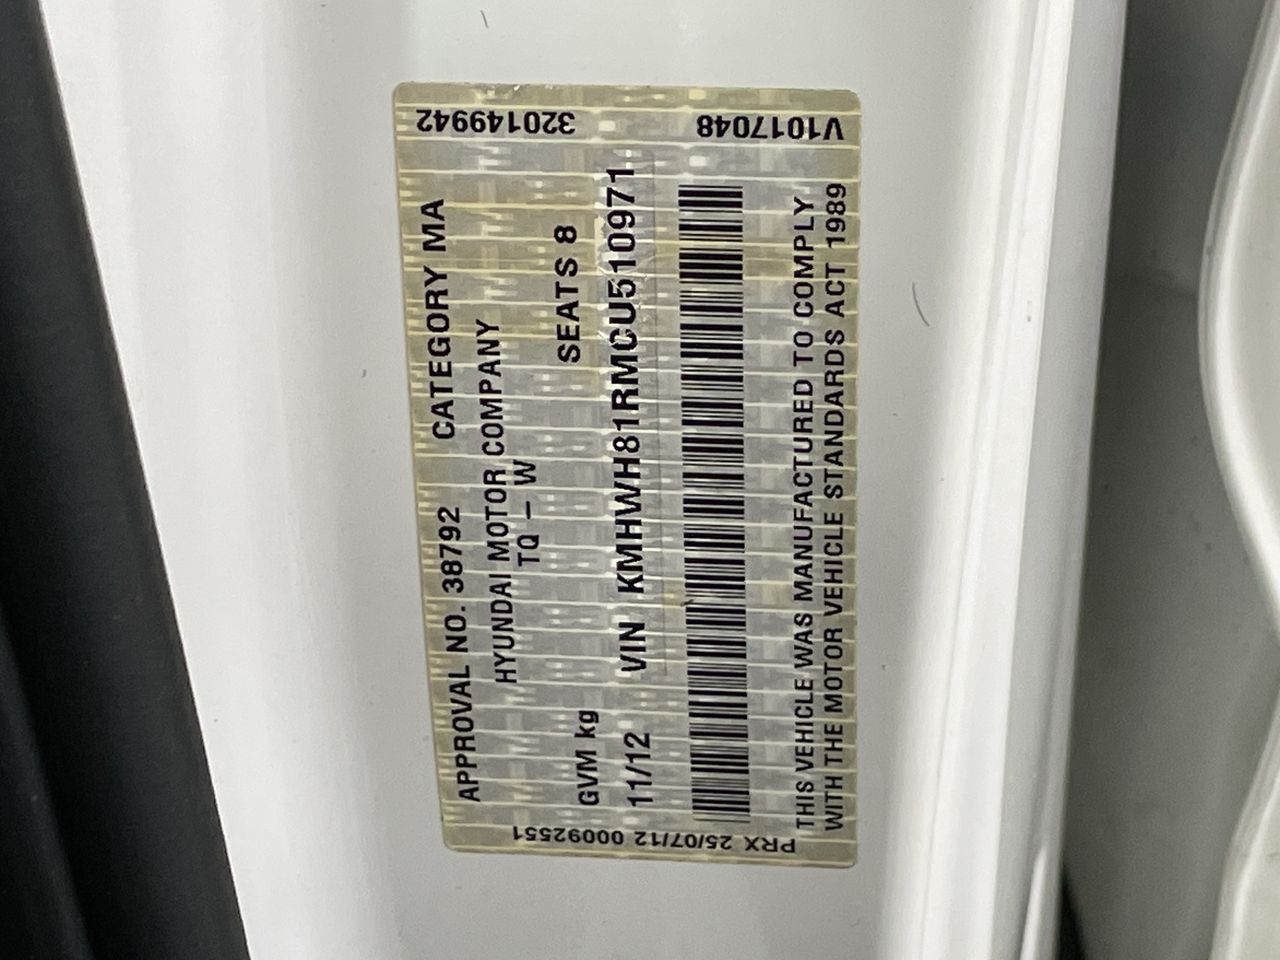 APPROVAL NO. 38792 CATEGORY MA
HYUNDAI MOTOR COMPANY
TQ - W
GVM kg SEATS 8
11/12 VIN KMHWH81RMCU510971
THIS VEHICLE WAS MANUFACTURED TO COMPLY
WITH THE MOTOR VEHICLE STANDARDS ACT 1989
320149942
V1017048
PRX 25/07/12 00092551